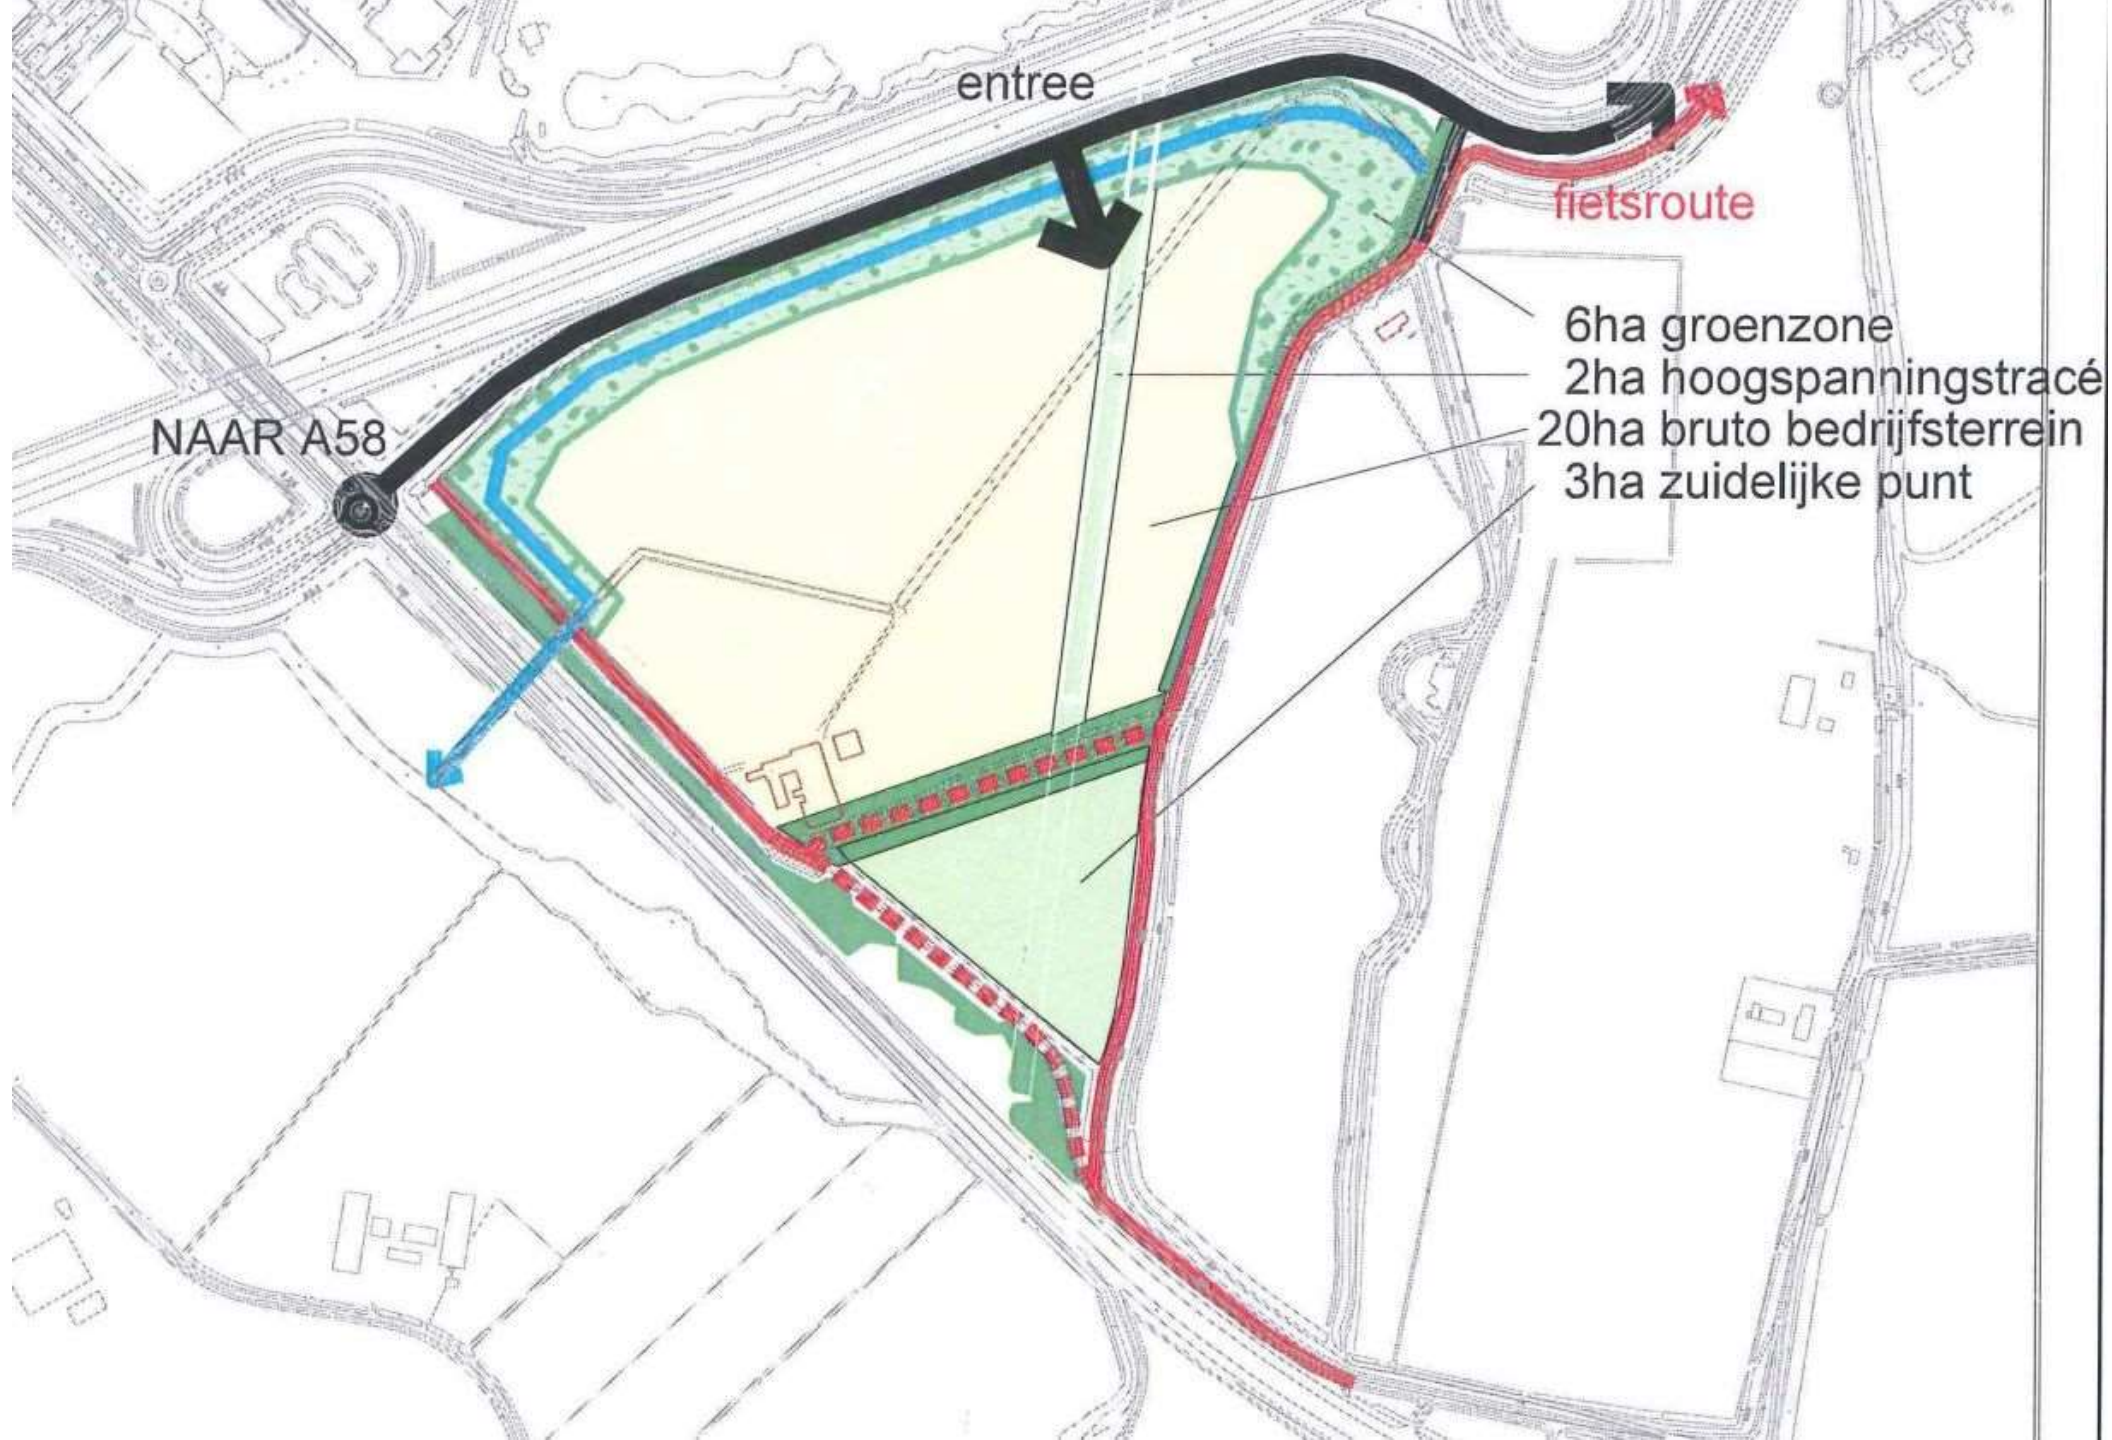 entree
fietsroute
6ha groenzone
2ha hoogspanningstracé
NAAR A58
20ha bruto bedrijfsterrein
3ha zuidelijke punt